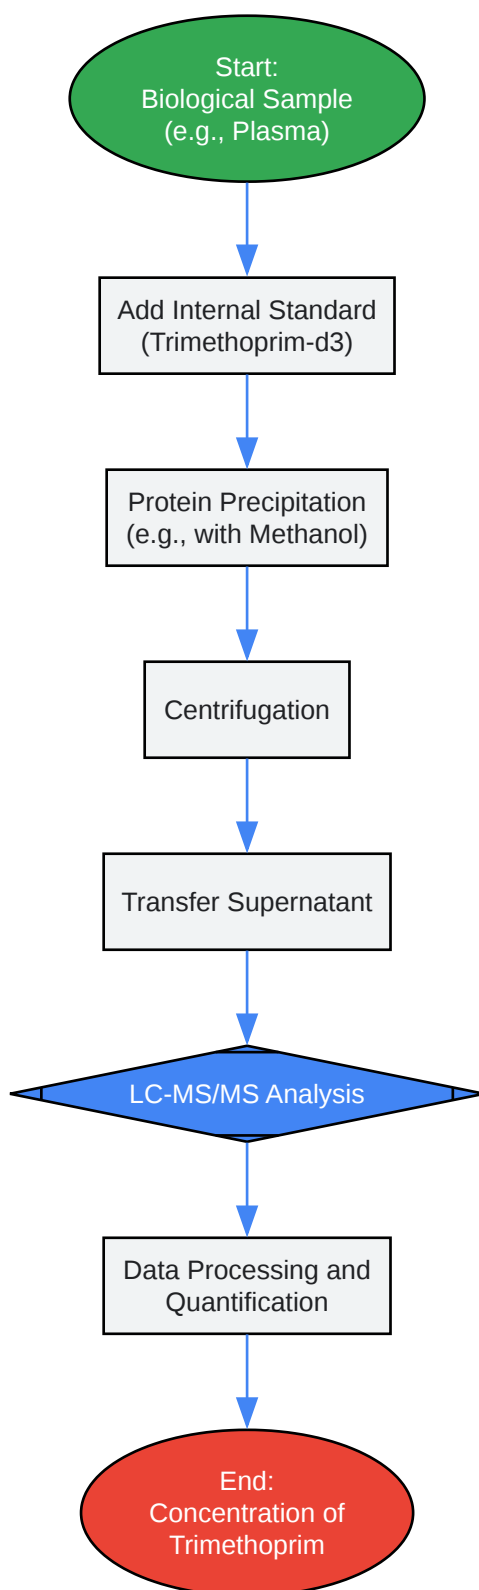 Start:
Biological Sample
(e.g., Plasma)
Add Internal Standard
(Trimethoprim-d3)
Protein Precipitation
(e.g., with Methanol)
Centrifugation
Transfer Supernatant
LC-MS/MS Analysis
Data Processing and
Quantification
End:
Concentration of
Trimethoprim